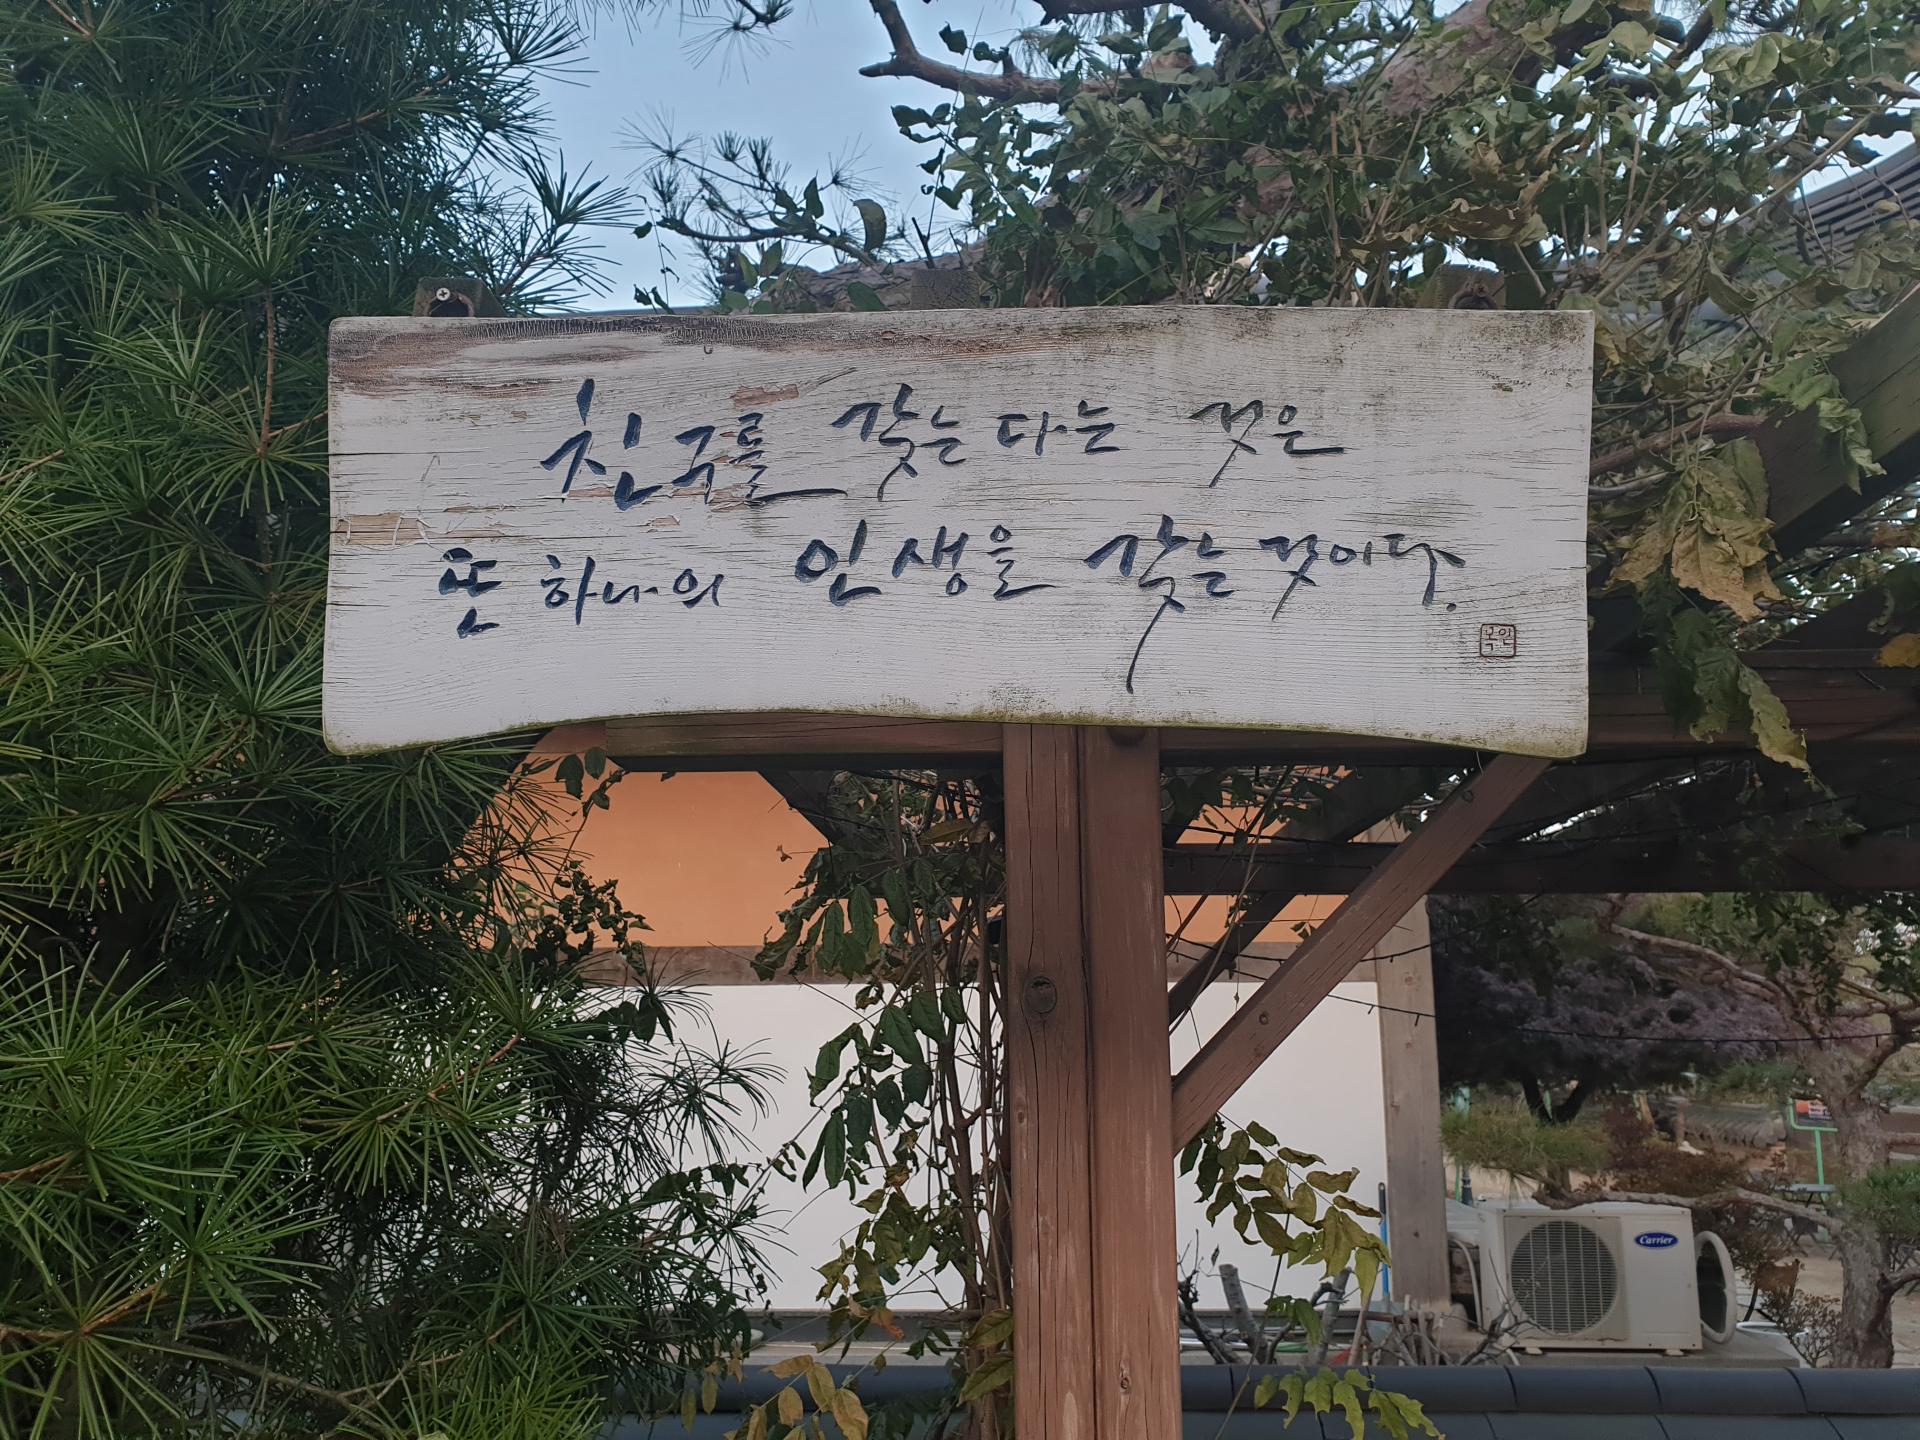 친구를 갖는다는 것은
또 하나의 인생을 갖는 것이다.
Carrier